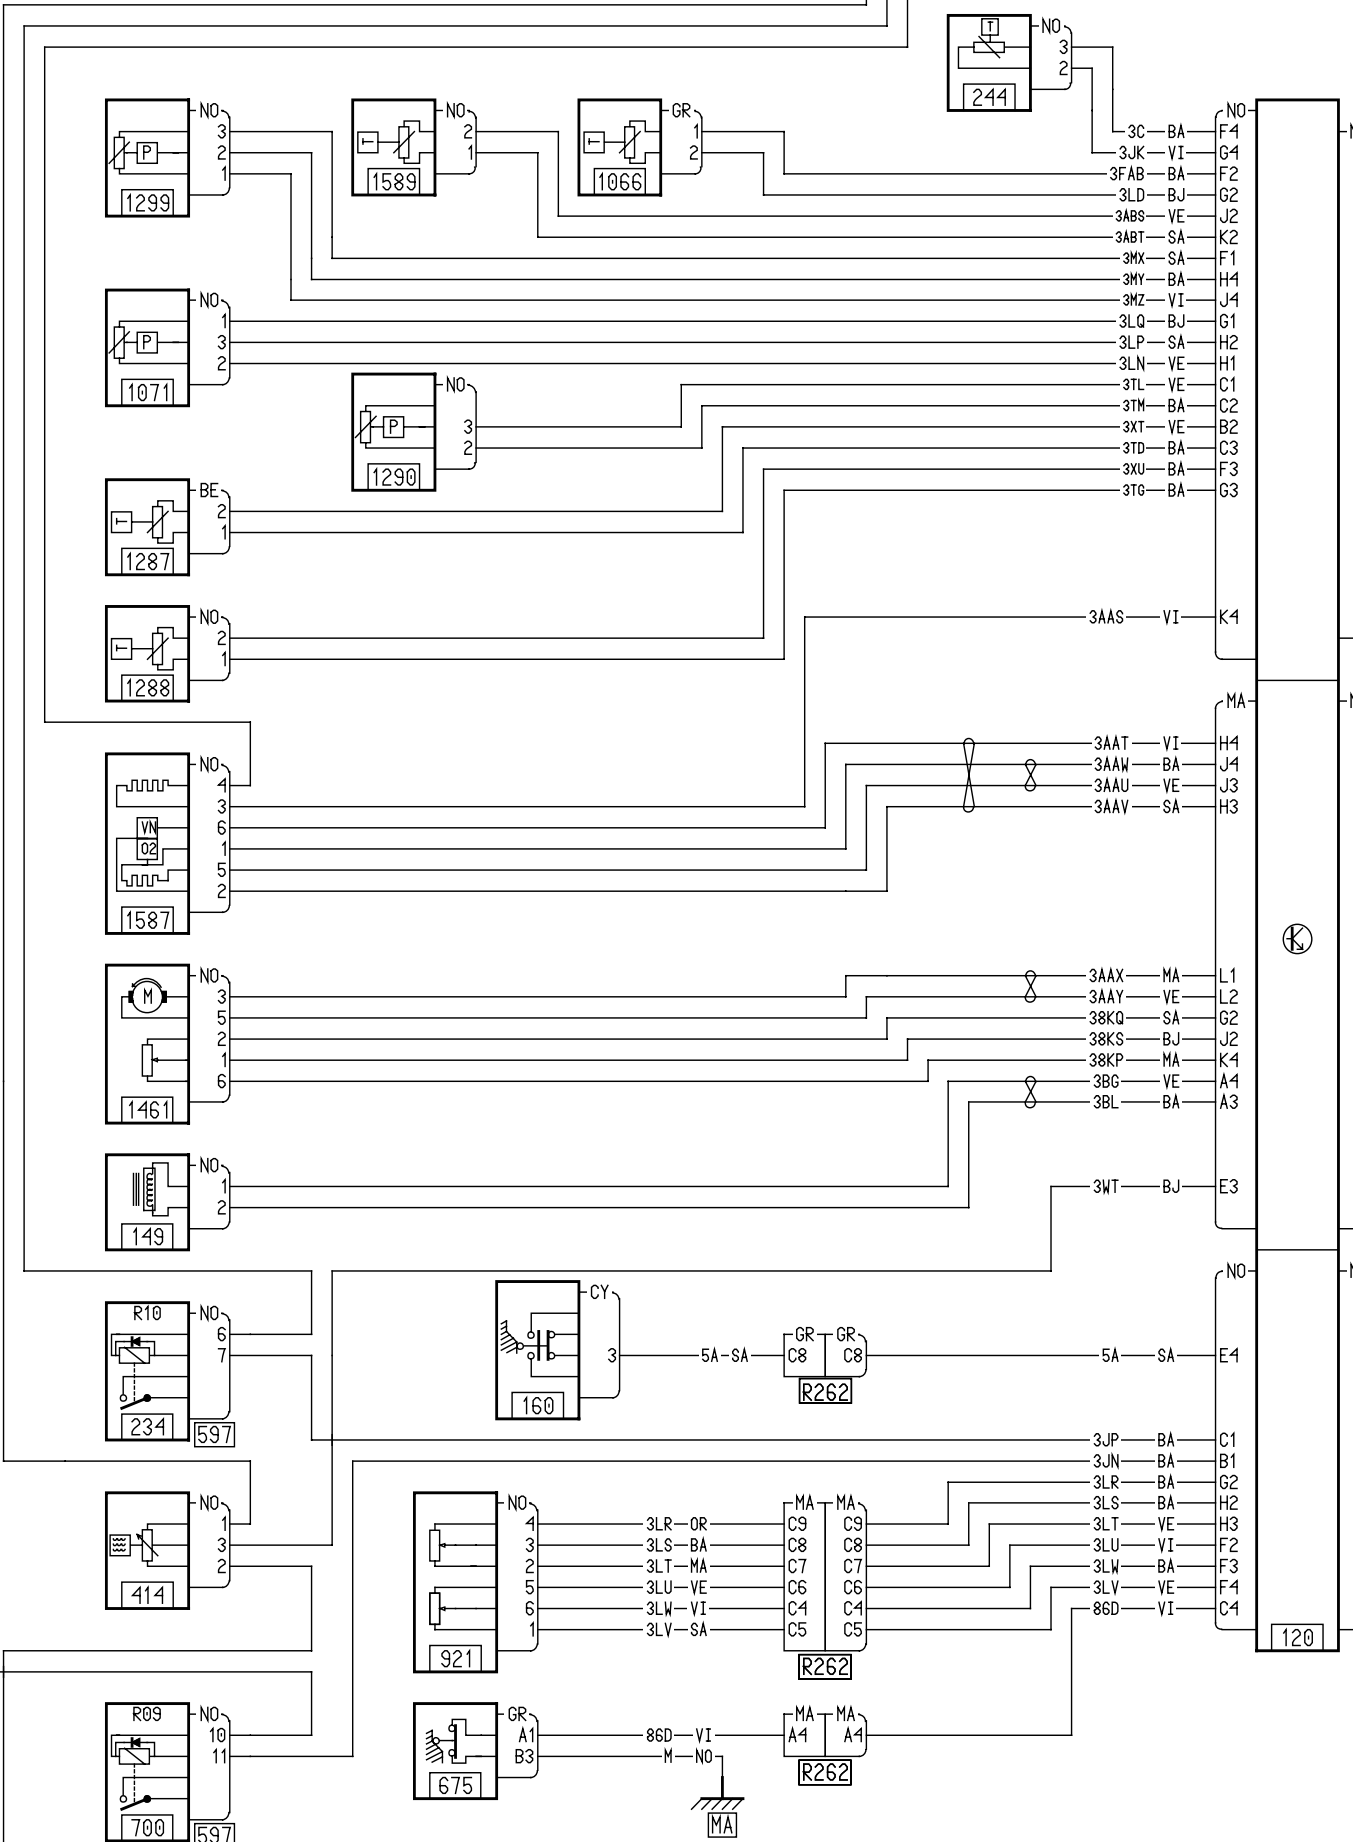 NO
3
2
244
NO
3
2
1
1299
NO
2
1
1589
GR
1
2
1066
NO
3C BA F4
3JK VI G4
3FAB BA F2
3LD BJ G2
3ABS VE J2
3ABT SA K2
3MX SA F1
3MY BA H4
3MZ VI J4
3LQ BJ G1
3LP SA H2
3LN VE H1
3TL VE C1
3TM BA C2
3XT VE B2
3TD BA C3
3XU BA F3
3TG BA G3
3AAS VI K4
T
T
T
P
NO
1
3
2
P
1071
NO
3
2
P
1290
BE
2
1
T
1287
NO
2
1
T
1288
NO
4
3
6
1
5
2
VN
O2
1587
MA
3AAT VI H4
3AAW BA J4
3AAU VE J3
3AAV SA H3
3AAX MA L1
3AAY VE L2
38KQ SA G2
38KS BJ J2
38KP MA K4
3BG VE A4
3BL BA A3
3WT BJ E3
NO
3
5
2
1
6
M
1461
NO
1
2
149
R10
NO
6
7
234
597
CY
3
160
5A SA
GR GR
C8 C8
R262
NO
5A SA E4
3JP BA C1
3JN BA B1
3LR BA G2
3LS BA H2
3LT VE H3
3LU VI F2
3LW BA F3
3LV VE F4
86D VI C4
120
NO
1
3
2
414
NO
4 3LR OR
3 3LS BA
2 3LT MA
5 3LU VE
6 3LW VI
1 3LV SA
921
MA MA
C9 C9
C8 C8
C7 C7
C6 C6
C4 C4
C5 C5
R262
R09
NO
10
11
700
597
GR
A1 86D VI
B3 M NO
675
MA MA
A4 A4
R262
MA